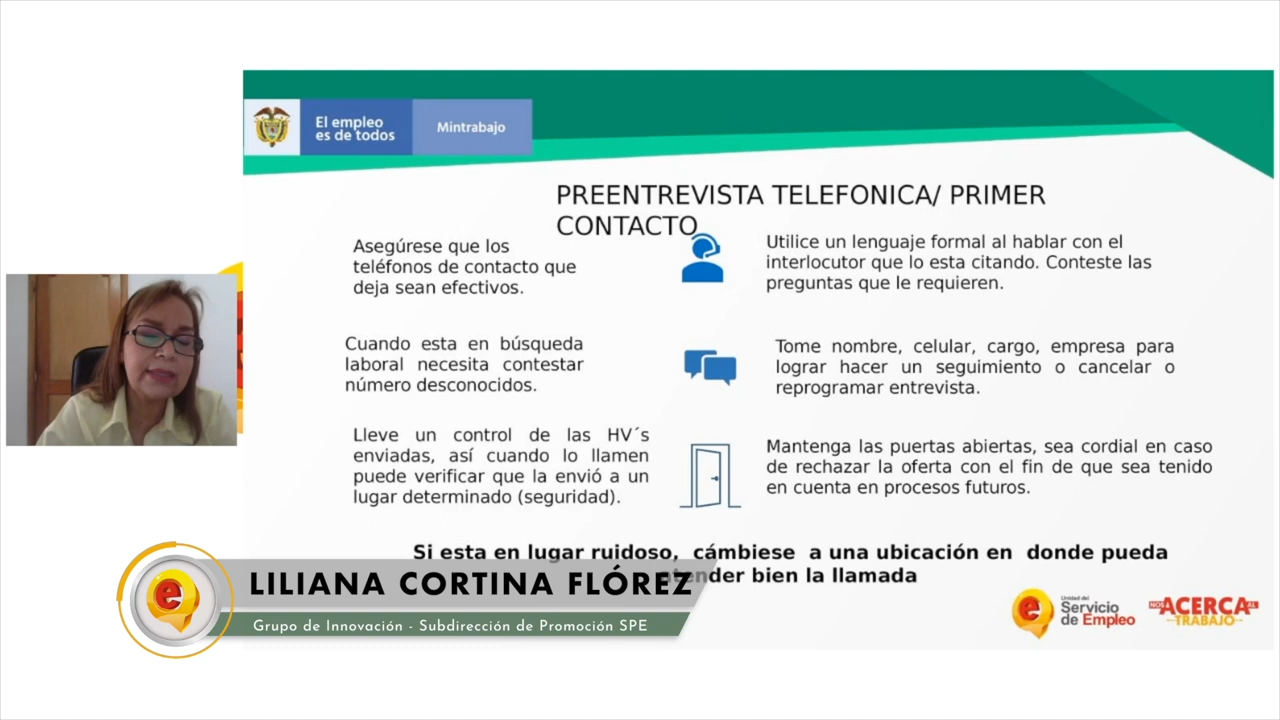 El empleo
es de todos
Mintrabajo
PREENTREVISTA TELEFONICA/ PRIMER
CONTACTO
Asegúrese que los
teléfonos de contacto que
deja sean efectivos.
Utilice un lenguaje formal al hablar con el
interlocutor que lo esta citando. Conteste las
preguntas que le requieren.
Cuando esta en búsqueda
laboral necesita contestar
número desconocidos.
Tome nombre, celular, cargo, empresa para
lograr hacer un seguimiento o cancelar o
reprogramar entrevista.
Lleve un control de las HV´s
enviadas, así cuando lo llamen
puede verificar que la envió a un
lugar determinado (seguridad).
Mantenga las puertas abiertas, sea cordial en caso
de rechazar la oferta con el fin de que sea tenido
en cuenta en procesos futuros.
Si esta en lugar ruidoso, cámbiese a una ubicación en donde pueda
atender bien la llamada
e
LILIANA CORTINA FLÓREZ
Grupo de Innovación - Subdirección de Promoción SPE
e
Unidad del
Servicio
de Empleo
NOS ACERCA AL
TRABAJO